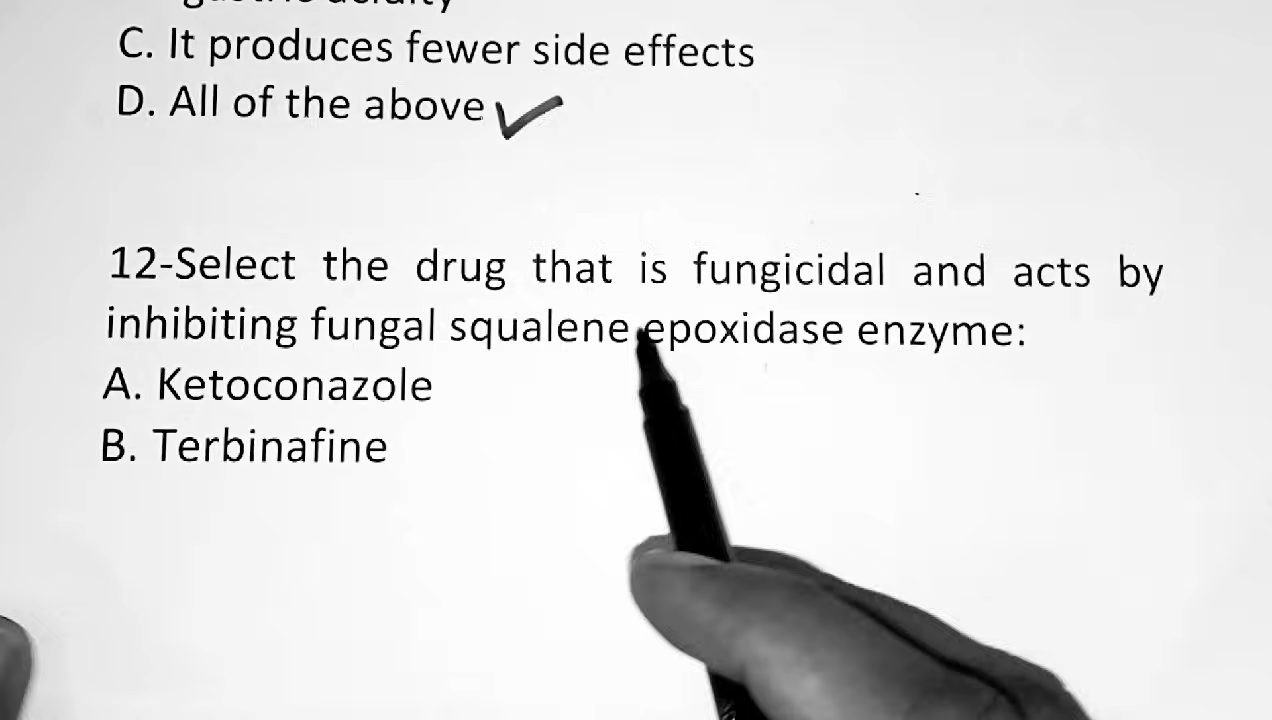 C. It produces fewer side effects
D. All of the above
12-Select the drug that is fungicidal and acts by
inhibiting fungal squalene epoxidase enzyme:
A. Ketoconazole
B. Terbinafine